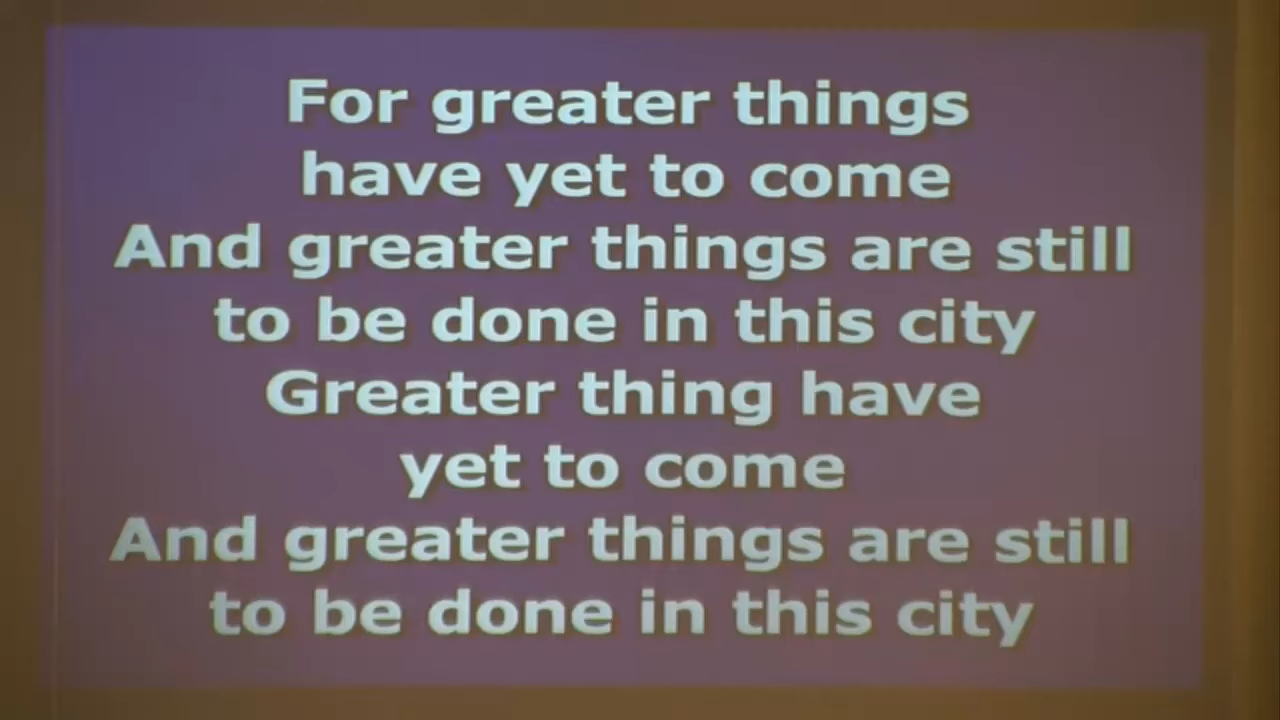 For greater things
have yet to come
And greater things are still
to be done in this city
Greater thing have
yet to come
And greater things are still
to be done in this city